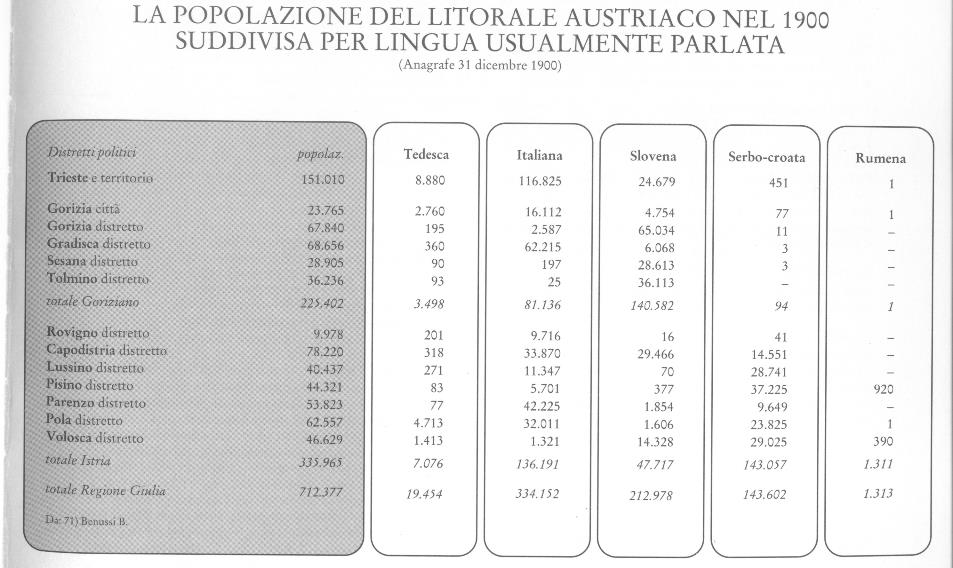 LA POPOLAZIONE DEL LITORALE AUSTRIACO NEL 1900
SUDDIVISA PER LINGUA USUALMENTE PARLATA
(Anagrafe 31 dicembre 1900)
Distretti politici popolaz. Tedesca Italiana Slovena Serbo-croata Rumena
Trieste e territorio 151.010 8.880 116.825 24.679 451 1
Gorizia città 23.765 2.760 16.112 4.754 77 1
Gorizia distretto 67.840 195 2.587 65.034 11 –
Gradisca distretto 68.656 360 62.215 6.068 3 –
Sesana distretto 28.905 90 197 28.613 3 –
Tolmino distretto 36.236 93 25 36.113 – –
totale Goriziano 225.402 3.498 81.136 140.582 94 1
Rovigno distretto 9.978 201 9.716 16 41 –
Capodistria distretto 78.220 318 33.870 29.466 14.551 –
Lussino distretto 40.437 271 11.347 70 28.741 –
Pisino distretto 44.321 83 5.701 377 37.225 920
Parenzo distretto 53.823 77 42.225 1.854 9.649 –
Pola distretto 62.557 4.713 32.011 1.606 23.825 1
Volosca distretto 46.629 1.413 1.321 14.328 29.025 390
totale Istria 335.965 7.076 136.191 47.717 143.057 1.311
totale Regione Giulia 712.377 19.454 334.152 212.978 143.602 1.313
Da: 71) Benussi B.